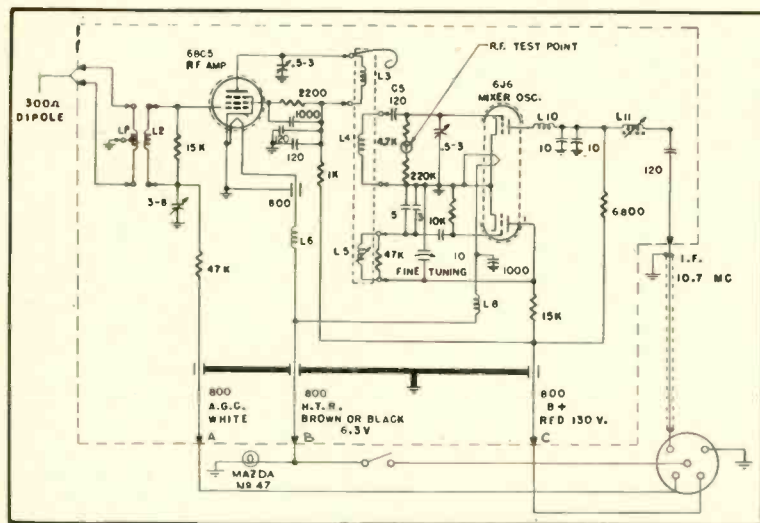 6BC5
RF AMP
R.F. TEST POINT
6J6
MIXER OSC.
300Ω
DIPOLE
L2
15K
3-8
47K
2200
1000
120
120
1K
800
L6
.5-3
L3
C5
120
L4
47K
220K
.5-3
5
3
10K
L5
47K
10
FINE TUNING
1000
L8
15K
L10
10
10
L11
120
6800
I.F.
10.7 MC
800
A.G.C.
WHITE
A
800
H.T.R.
BROWN OR BLACK
6.3V
B
800
B+
RED 130 V.
C
MAZDA
Nº 47